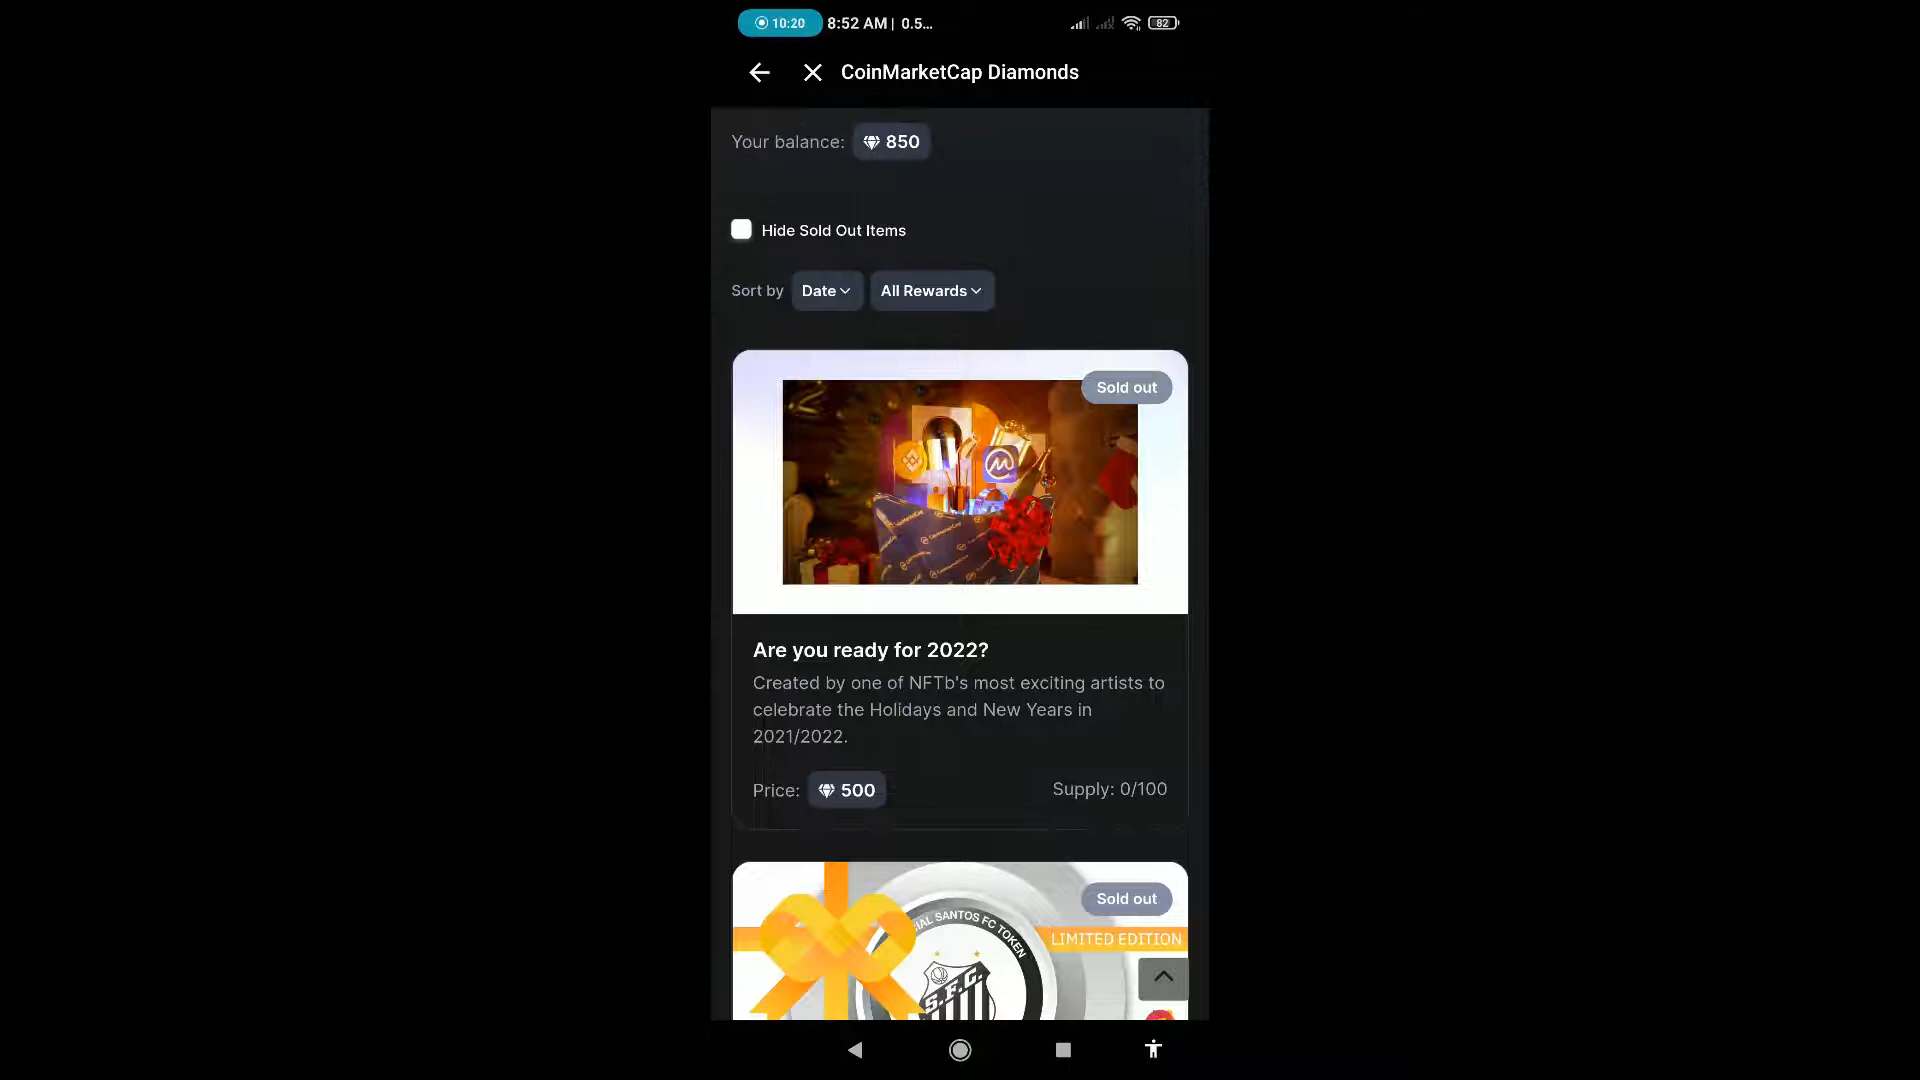 10:20 8:52 AM | 0.5... 82
CoinMarketCap Diamonds
Your balance: 850
Hide Sold Out Items
Sort by Date All Rewards
Sold out
Are you ready for 2022?
Created by one of NFTb's most exciting artists to
celebrate the Holidays and New Years in
2021/2022.
Price: 500 Supply: 0/100
Sold out
IAL SANTOS FC TOKEN
LIMITED EDITION
S.F.C.